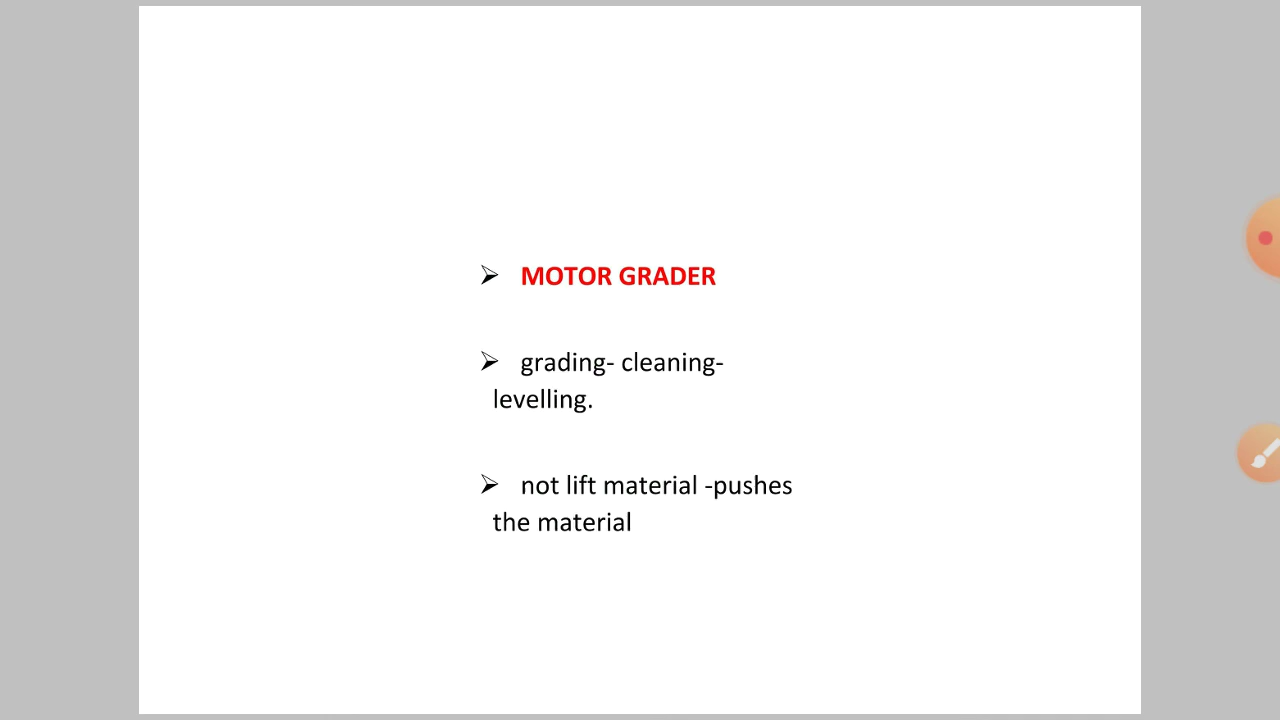 ➢ MOTOR GRADER
➢ grading- cleaning-
levelling.
➢ not lift material -pushes
the material